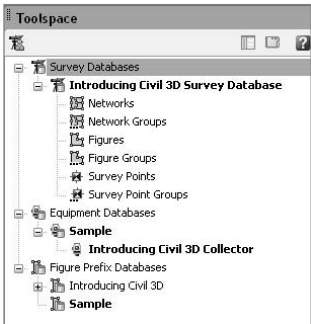 Toolspace
Survey Databases
Introducing Civil 3D Survey Database
Networks
Network Groups
Figures
Figure Groups
Survey Points
Survey Point Groups
Equipment Databases
Sample
Introducing Civil 3D Collector
Figure Prefix Databases
Introducing Civil 3D
Sample